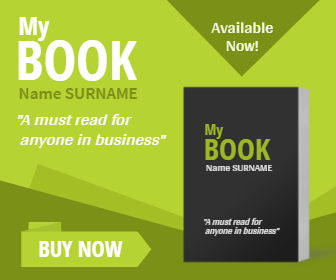 My
BOOK
Name SURNAME
"A must read for
anyone in business"
Available
Now!
My
BOOK
Name SURNAME
"A must read for
anyone in business"
BUY NOW